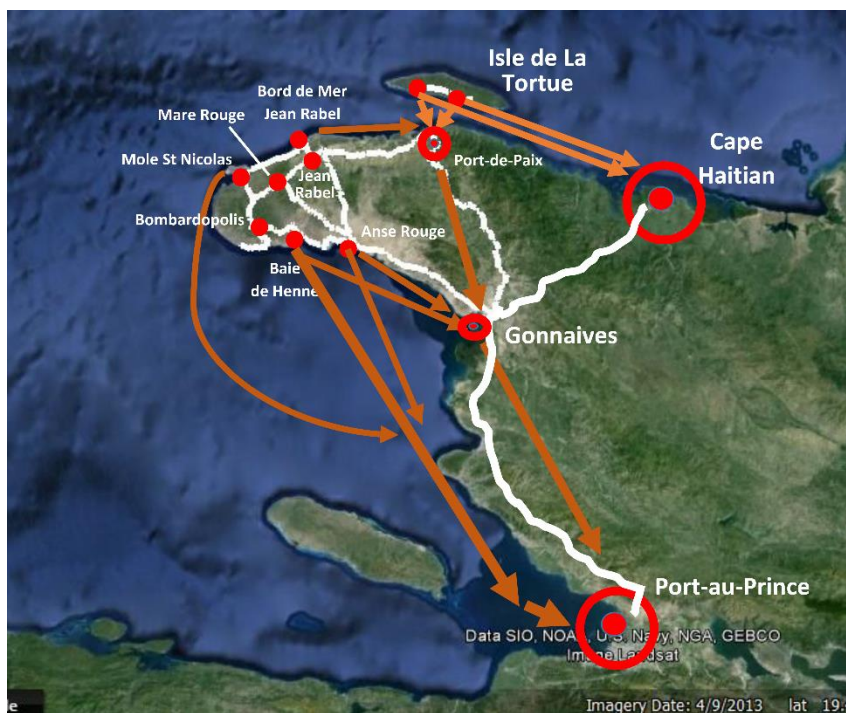 Isle de La
Tortue
Bord de Mer
Jean Rabel
Mare Rouge
Cape
Haitian
Mole St Nicolas
Port-de-Paix
Jean
Rabel
Bombardopolis
Anse Rouge
Baie
de Henne
Gonnaives
Port-au-Prince
Data SIO, NOAA, U.S. Navy, NGA, GEBCO
Image Landsat
Imagery Date: 4/9/2013 lat 19.